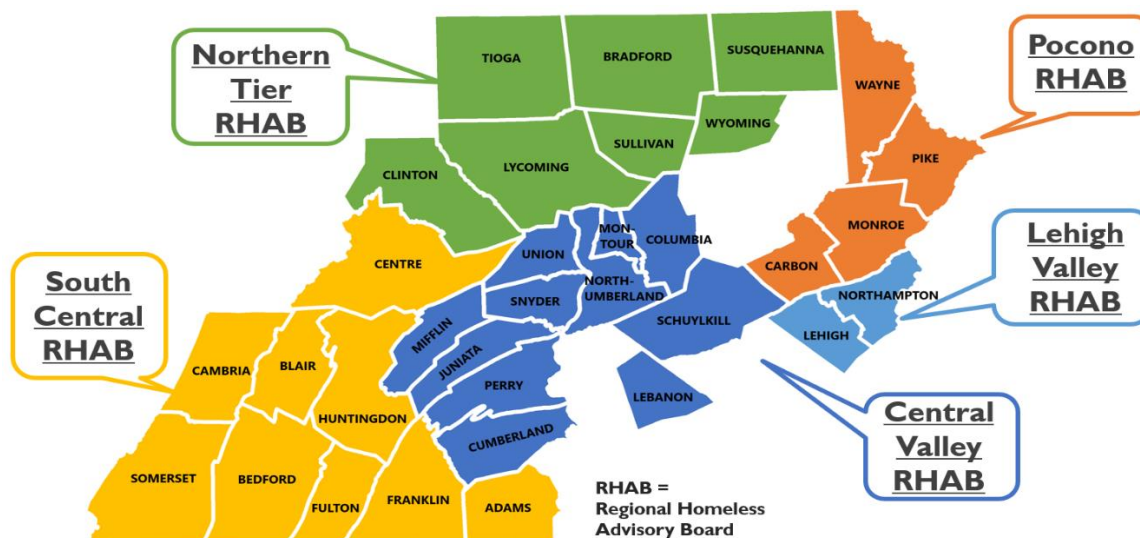 Northern
Tier
RHAB
TIOGA
BRADFORD
SUSQUEHANNA
WAYNE
Pocono
RHAB
WYOMING
SULLIVAN
LYCOMING
PIKE
CLINTON
MONROE
MON-
TOUR
COLUMBIA
UNION
CENTRE
CARBON
Lehigh
Valley
RHAB
South
Central
RHAB
NORTH-
UMBERLAND
NORTHAMPTON
SNYDER
SCHUYLKILL
LEHIGH
MIFFLIN
JUNIATA
BLAIR
CAMBRIA
PERRY
LEBANON
HUNTINGDON
CUMBERLAND
Central
Valley
RHAB
SOMERSET
BEDFORD
FULTON
FRANKLIN
ADAMS
RHAB =
Regional Homeless
Advisory Board